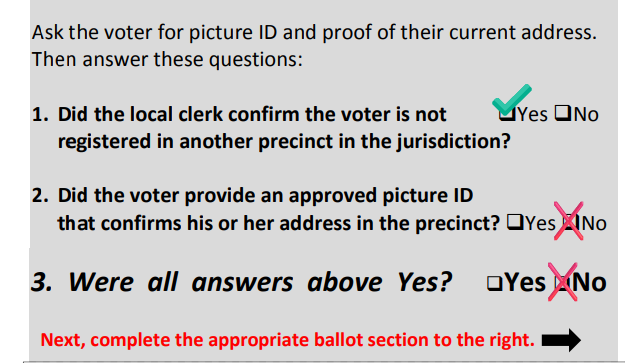 Ask the voter for picture ID and proof of their current address.
Then answer these questions:
1. Did the local clerk confirm the voter is not ❑Yes ❑No
registered in another precinct in the jurisdiction?
2. Did the voter provide an approved picture ID
that confirms his or her address in the precinct? ❑Yes ❑No
3. Were all answers above Yes? ❑Yes ❑No
Next, complete the appropriate ballot section to the right.